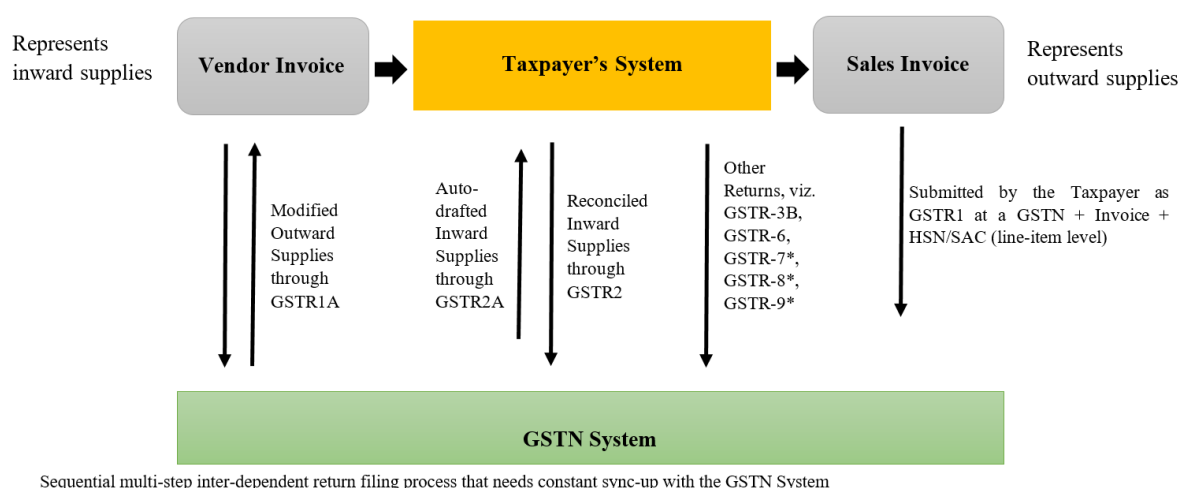 Represents
inward supplies
Vendor Invoice
Taxpayer's System
Sales Invoice
Represents
outward supplies
Modified
Outward
Supplies
through
GSTR1A
Auto-
drafted
Inward
Supplies
through
GSTR2A
Reconciled
Inward
Supplies
through
GSTR2
Other
Returns, viz.
GSTR-3B,
GSTR-6,
GSTR-7*,
GSTR-8*,
GSTR-9*
Submitted by the Taxpayer as
GSTR1 at a GSTN + Invoice +
HSN/SAC (line-item level)
GSTN System
Sequential multi-step inter-dependent return filing process that needs constant sync-up with the GSTN System